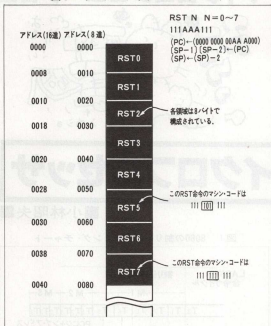 RST N N=0~7
111AAA111
(PC)←(0000 0000 00AA A000)
(SP-1)(SP-2)←(PC)
(SP)←(SP)-2
アドレス(16進) アドレス(8進)
0000 0000
RST0
0008 0010
RST1
0010 0020
RST2
各領域は8バイトで
構成されている。
0018 0030
RST3
0020 0040
RST4
0028 0050
RST5
このRST命令のマシン・コードは
111 101 111
0030 0060
RST6
0038 0070
RST7
このRST命令のマシン・コードは
111 111 111
0040 0080